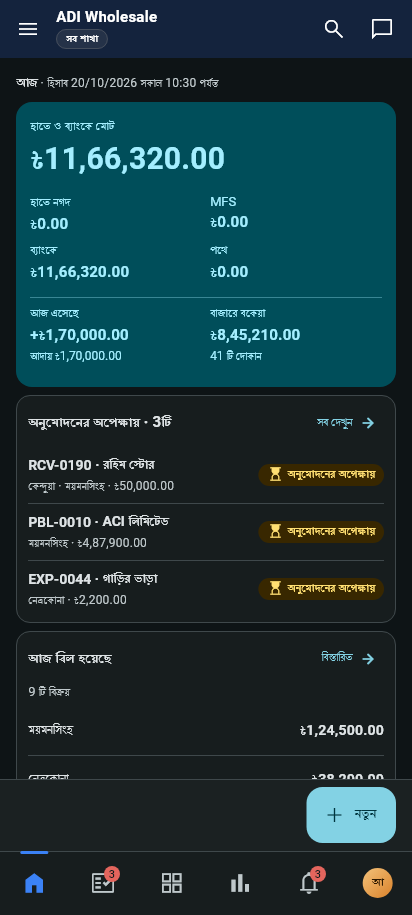 ADI Wholesale
সব শাখা
আজ · হিসাব 20/10/2026 সকাল 10:30 পর্যন্ত
হাতে ও ব্যাংকে মোট
৳11,66,320.00
হাতে নগদ
MFS
৳0.00
৳0.00
ব্যাংকে
পথে
৳11,66,320.00
৳0.00
আজ এসেছে
বাজারে বকেয়া
+৳1,70,000.00
৳8,45,210.00
আদায় ৳1,70,000.00
41 টি দোকান
অনুমোদনের অপেক্ষায় · 3টি
সব দেখুন
RCV-0190 · রহিম স্টোর
কেন্দুয়া · ময়মনসিংহ · ৳50,000.00
অনুমোদনের অপেক্ষায়
PBL-0010 · ACI লিমিটেড
ময়মনসিংহ · ৳4,87,900.00
অনুমোদনের অপেক্ষায়
EXP-0044 · গাড়ির ভাড়া
নেত্রকোনা · ৳2,200.00
অনুমোদনের অপেক্ষায়
আজ বিল হয়েছে
বিস্তারিত
9 টি বিক্রয়
ময়মনসিংহ
৳1,24,500.00
নেত্রকোনা
৳38,200.00
নতুন
3
3
আ